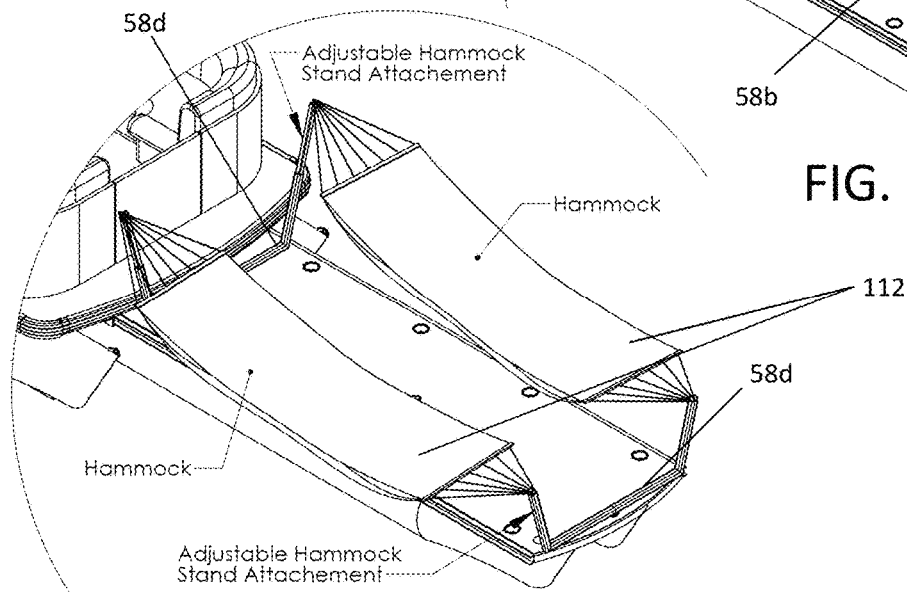 58d
Adjustable Hammock
Stand Attachement
58b
FIG.
Hammock
112
58d
Hammock
Adjustable Hammock
Stand Attachement